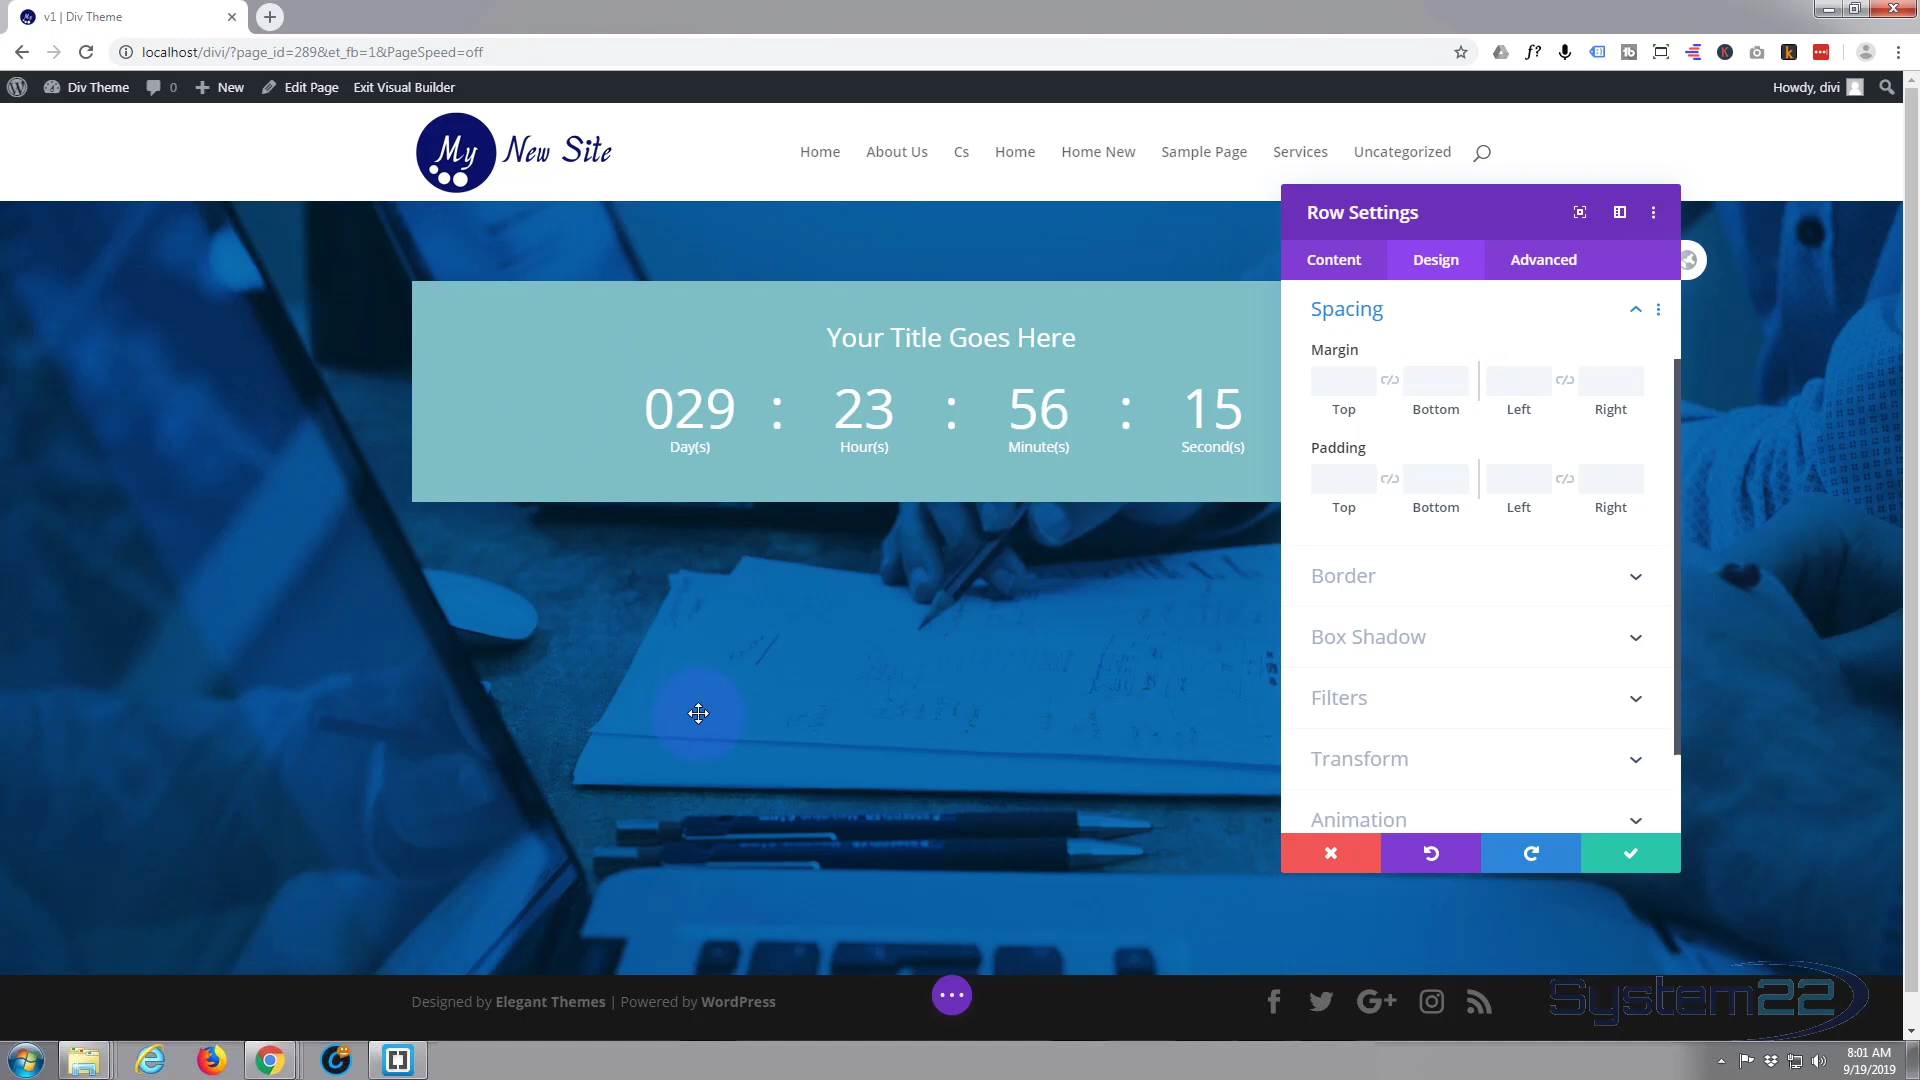 v1 | Div Theme
localhost/divi/?page_id=289&et_fb=1&PageSpeed=off
Div Theme 0 New Edit Page Exit Visual Builder Howdy, divi
My New Site
Home About Us Cs Home Home New Sample Page Services Uncategorized
Row Settings
Content Design Advanced
Spacing
Margin
Top Bottom Left Right
Padding
Top Bottom Left Right
Border
Box Shadow
Filters
Transform
Animation
Your Title Goes Here
029 : 23 : 56 : 15
Day(s) Hour(s) Minute(s) Second(s)
Designed by Elegant Themes | Powered by WordPress
System22
8:01 AM
9/19/2019